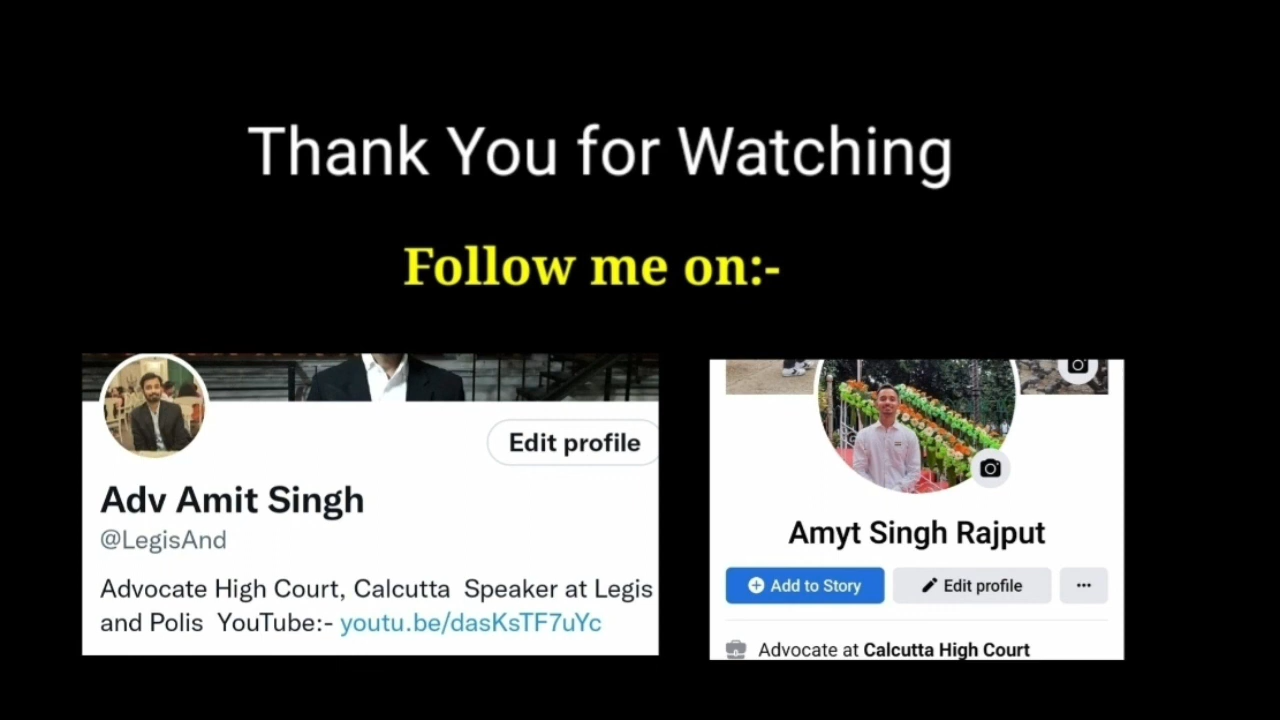 Thank You for Watching
Follow me on:-
Edit profile
Adv Amit Singh
@LegisAnd
Advocate High Court, Calcutta Speaker at Legis
and Polis YouTube:- youtu.be/dasKsTF7uYc
Amyt Singh Rajput
Add to Story
Edit profile
Advocate at Calcutta High Court